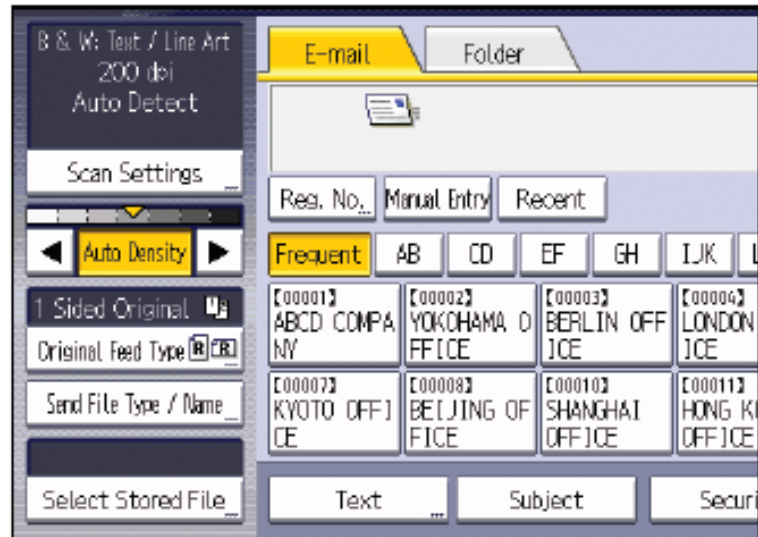 B & W: Text / Line Art
200 dpi
Auto Detect
Scan Settings
Auto Density
1 Sided Original
Original Feed Type
Send File Type / Name
Select Stored File
E-mail
Folder
Reg. No.
Manual Entry
Recent
Frequent
AB
CD
EF
GH
IJK
[00001]
ABCD COMPA
NY
[00002]
YOKOHAMA O
FFICE
[00003]
BERLIN OFF
ICE
[00004]
LONDON
ICE
[00007]
KYOTO OFFI
CE
[00008]
BEIJING OF
FICE
[00010]
SHANGHAI
OFFICE
[00011]
HONG K
OFFICE
Text
Subject
Securi